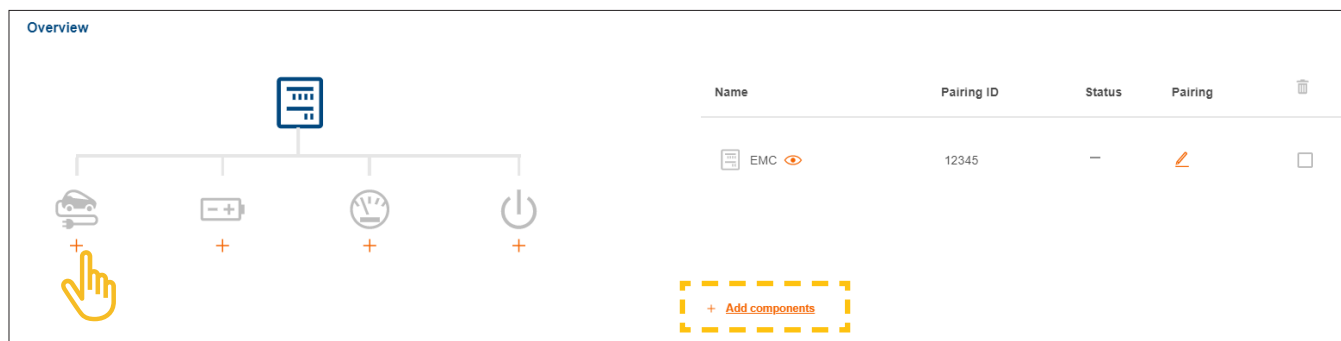 Overview
Name Pairing ID Status Pairing
EMC 12345 –
+ + + +
+ Add components